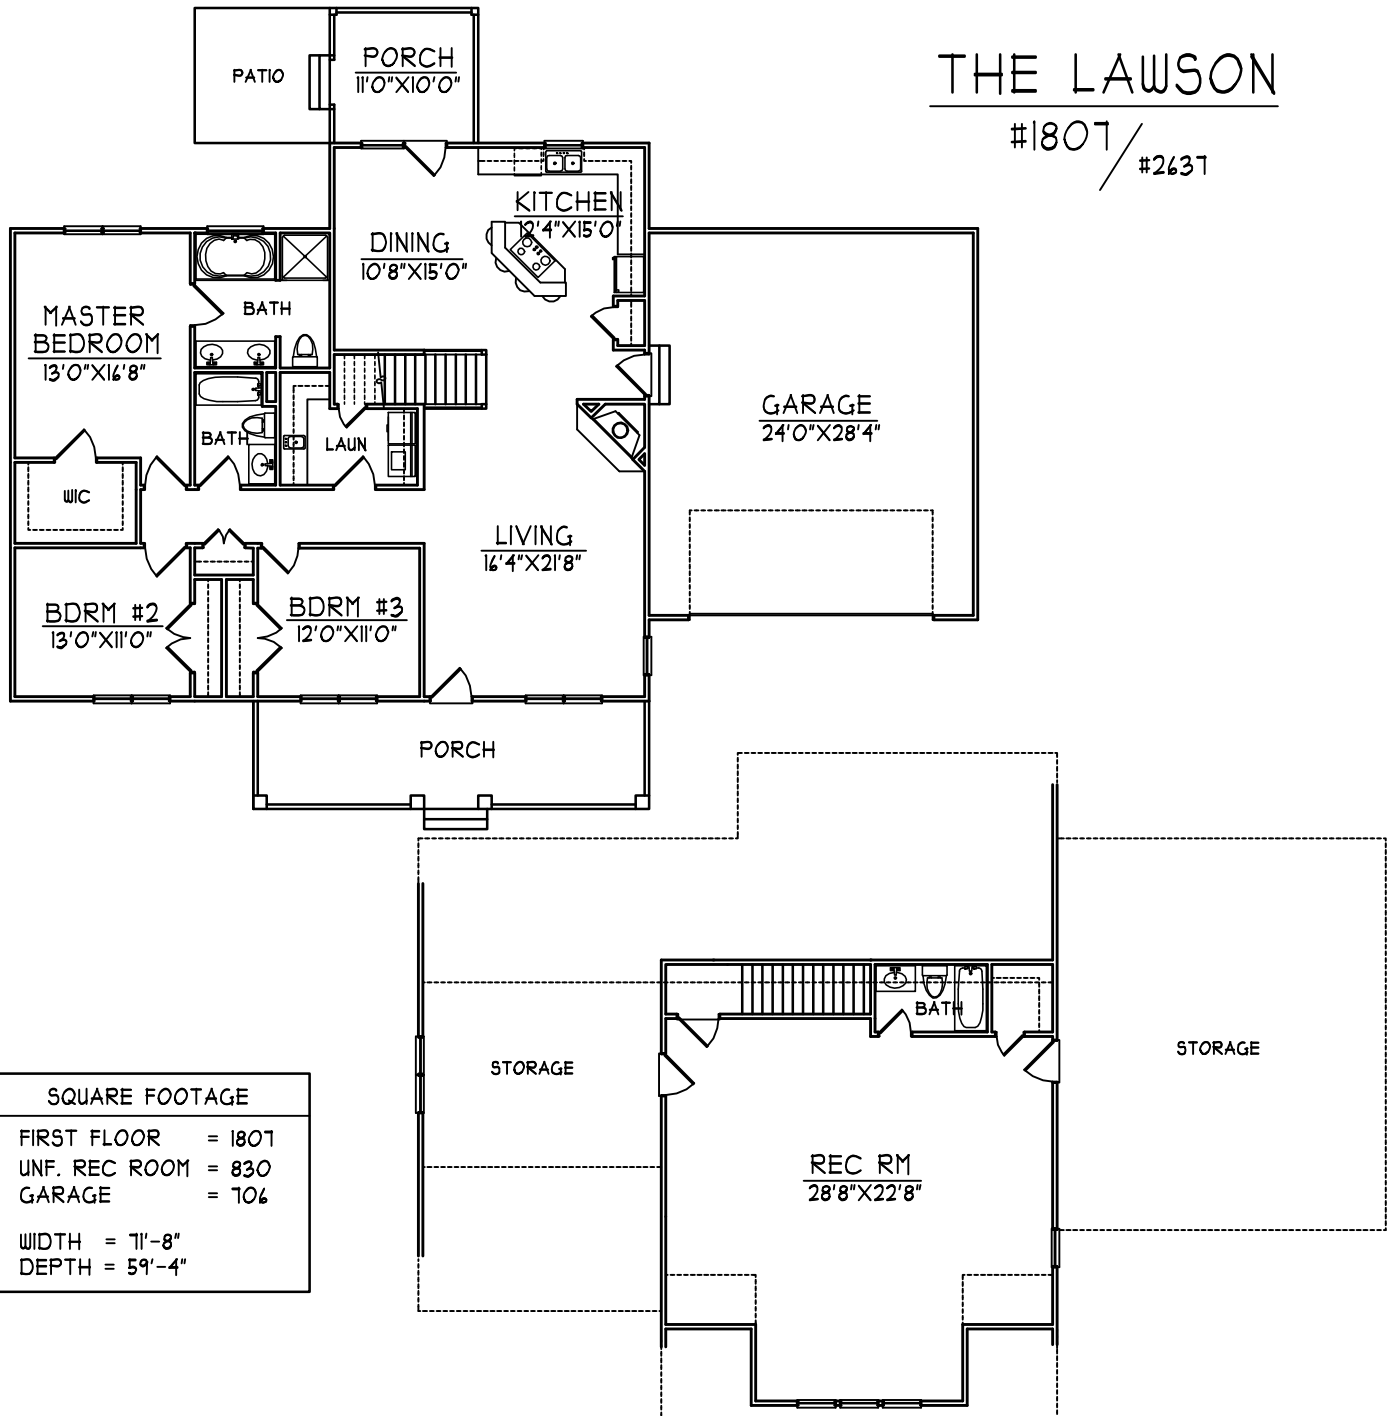 THE LAWSON
#1807/
#2637
PATIO
PORCH
11'0"X10'0"
KITCHEN
12'4"X15'0"
DINING
10'8"X15'0"
BATH
MASTER
BEDROOM
13'0"X16'8"
GARAGE
24'0"X28'4"
BATH
LAUN
WIC
LIVING
16'4"X21'8"
BDRM #2
13'0"X11'0"
BDRM #3
12'0"X11'0"
PORCH
BATH
STORAGE
STORAGE
REC RM
28'8"X22'8"
SQUARE FOOTAGE
FIRST FLOOR = 1807
UNF. REC ROOM = 830
GARAGE = 706
WIDTH = 71'-8"
DEPTH = 59'-4"